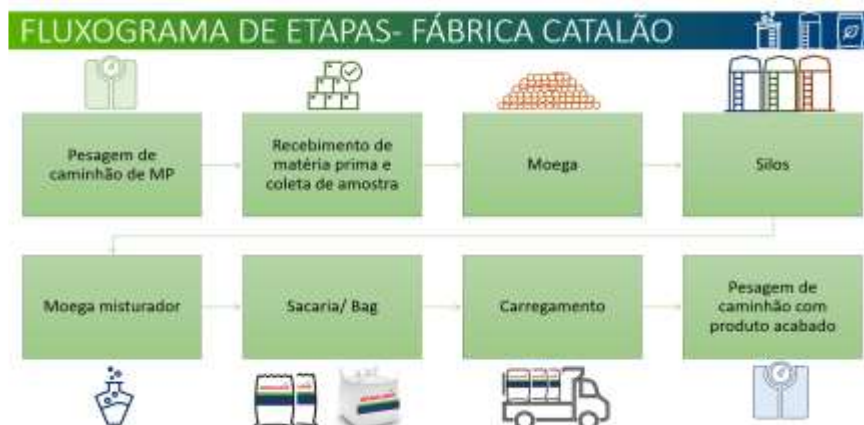 FLUXOGRAMA DE ETAPAS- FÁBRICA CATALÃO
Pesagem de
caminhão de MP
Recebimento de
matéria prima e
coleta de amostra
Moega
Silos
Moega misturador
Sacaria/ Bag
Carregamento
Pesagem de
caminhão com
produto acabado